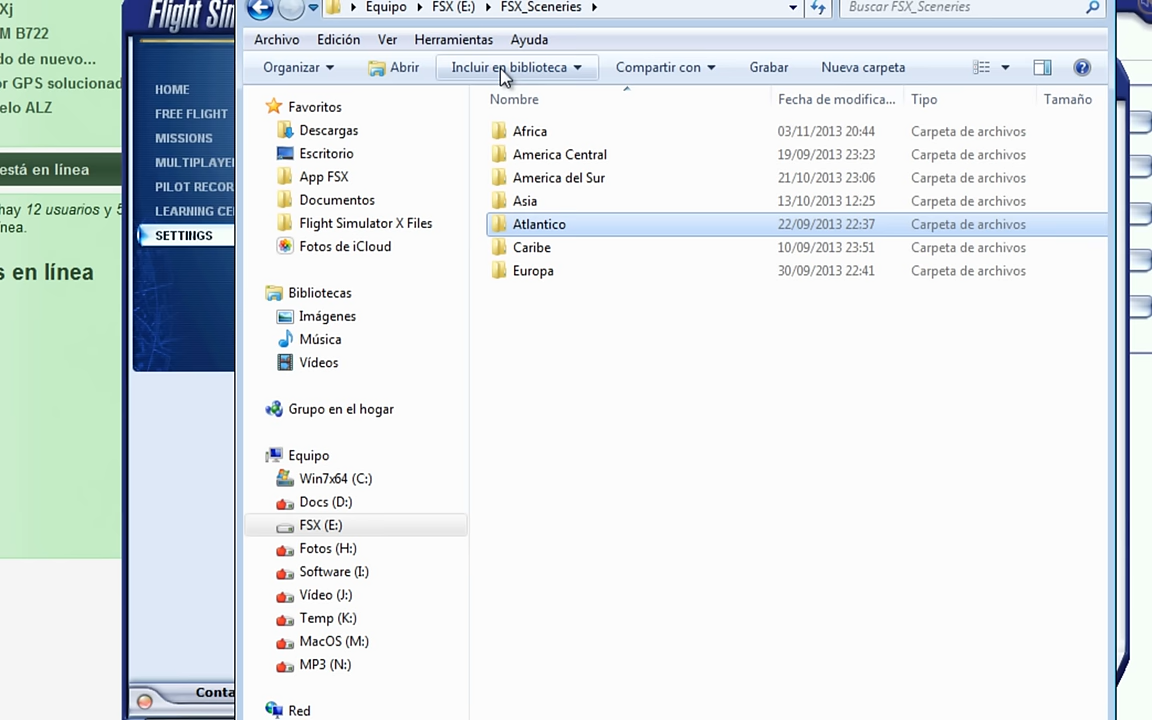 Xj
M B722
do de nuevo...
or GPS solucionad
elo ALZ
está en línea
hay 12 usuarios y 5
nea.
s en línea
Flight Sin
HOME
FREE FLIGHT
MISSIONS
MULTIPLAYE
PILOT RECOR
LEARNING CE
SETTINGS
Conta
Equipo
FSX (E:)
FSX_Sceneries
Buscar FSX_Sceneries
Archivo
Edición
Ver
Herramientas
Ayuda
Organizar
Abrir
Incluir en biblioteca
Compartir con
Grabar
Nueva carpeta
Favoritos
Descargas
Escritorio
App FSX
Documentos
Flight Simulator X Files
Fotos de iCloud
Bibliotecas
Imágenes
Música
Vídeos
Grupo en el hogar
Equipo
Win7x64 (C:)
Docs (D:)
FSX (E:)
Fotos (H:)
Software (I:)
Vídeo (J:)
Temp (K:)
MacOS (M:)
MP3 (N:)
Red
Nombre Fecha de modifica... Tipo Tamaño
Africa 03/11/2013 20:44 Carpeta de archivos
America Central 19/09/2013 23:23 Carpeta de archivos
America del Sur 21/10/2013 23:06 Carpeta de archivos
Asia 13/10/2013 12:25 Carpeta de archivos
Atlantico 22/09/2013 22:37 Carpeta de archivos
Caribe 10/09/2013 23:51 Carpeta de archivos
Europa 30/09/2013 22:41 Carpeta de archivos